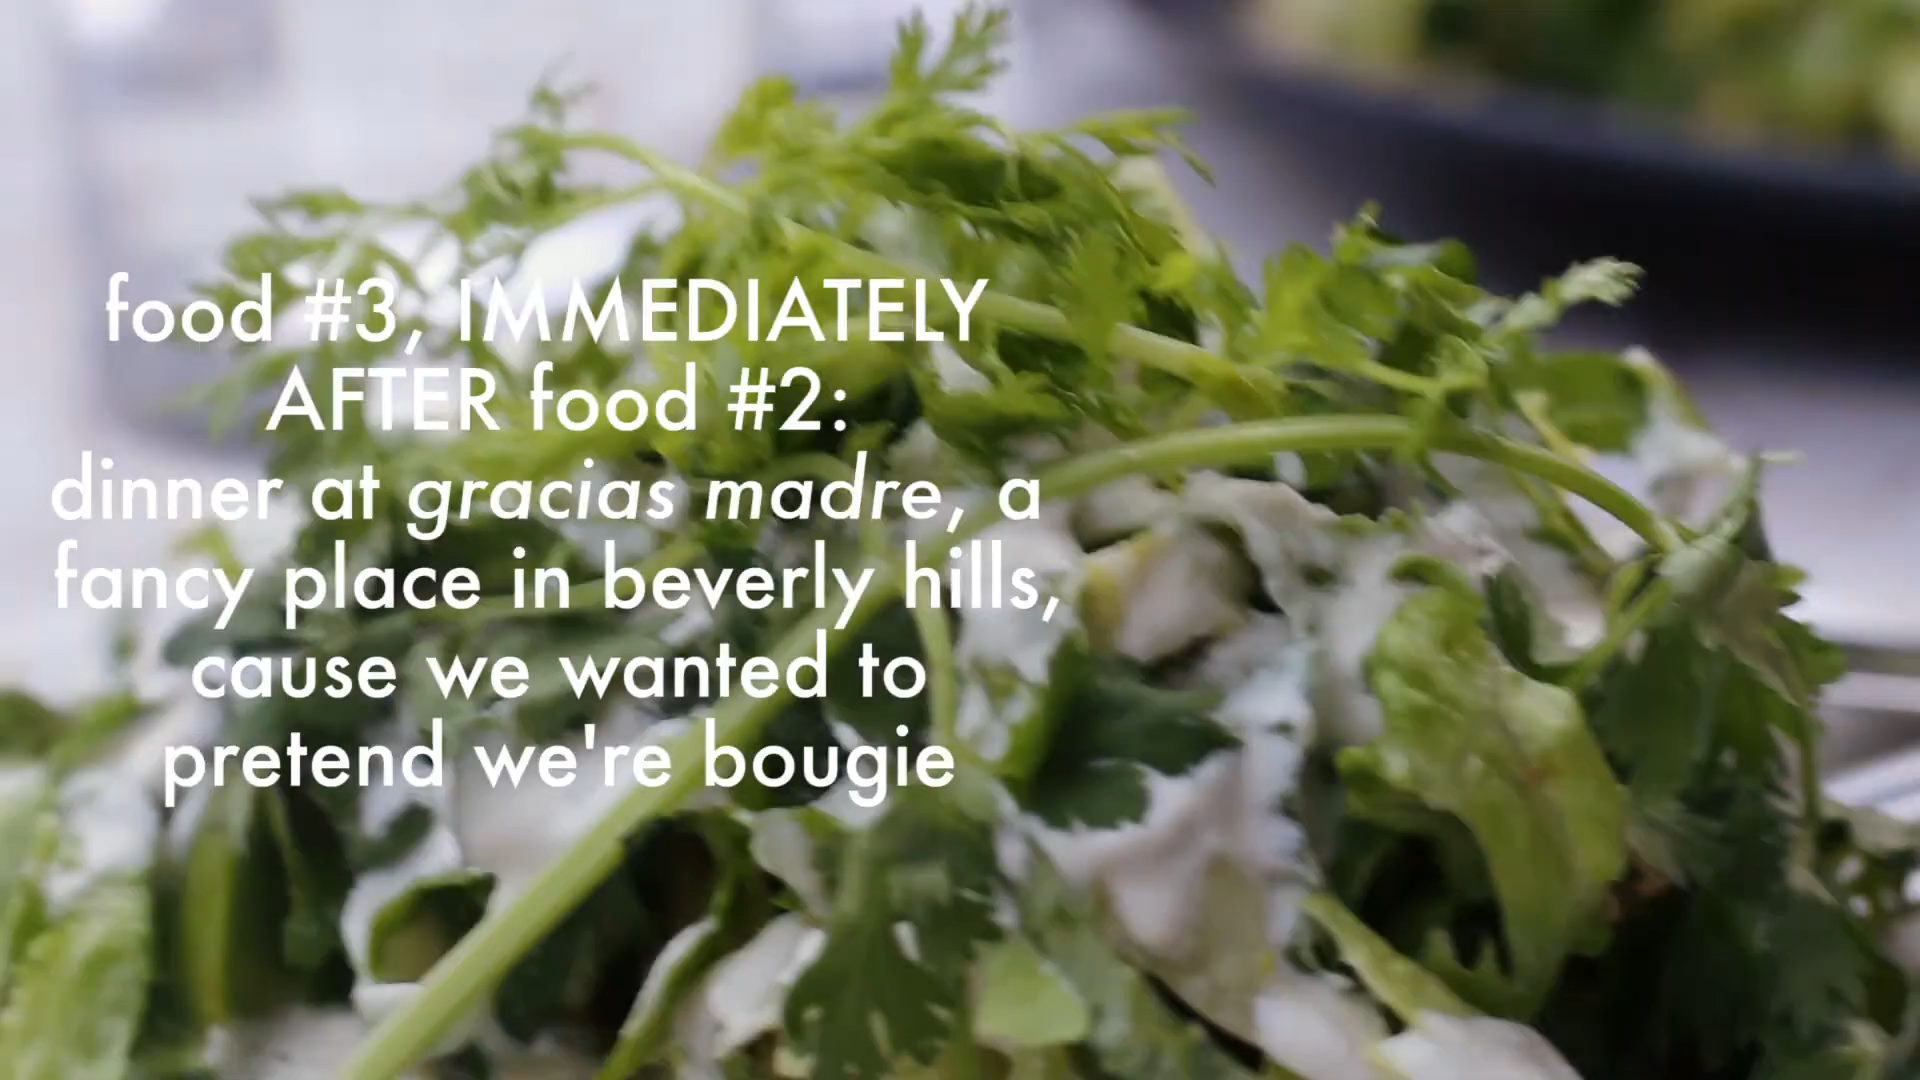 food #3, IMMEDIATELY
AFTER food #2:
dinner at gracias madre, a
fancy place in beverly hills,
cause we wanted to
pretend we're bougie